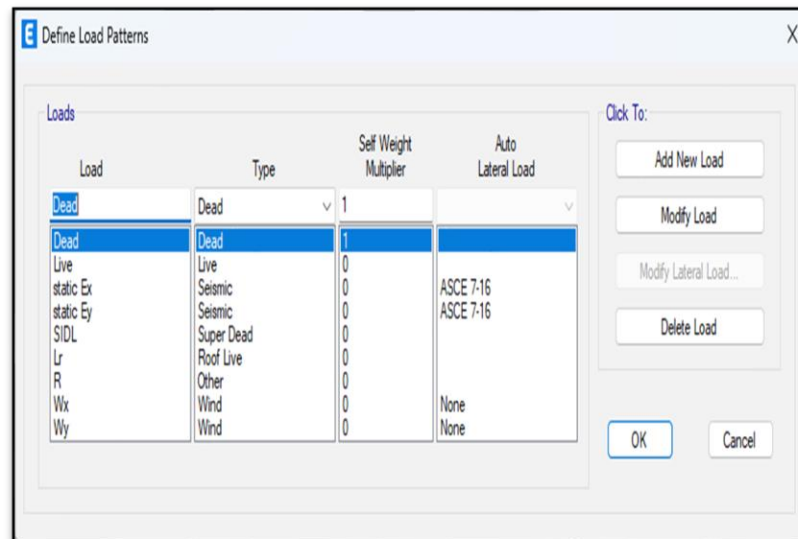 E Define Load Patterns X
Loads
Click To:
Load Type Self Weight Multiplier Auto Lateral Load
Dead Dead 1
Dead Dead 1
Live Live 0
static Ex Seismic 0 ASCE 7-16
static Ey Seismic 0 ASCE 7-16
SIDL Super Dead 0
Lr Roof Live 0
R Other 0
Wx Wind 0 None
Wy Wind 0 None
Add New Load
Modify Load
Modify Lateral Load...
Delete Load
OK Cancel